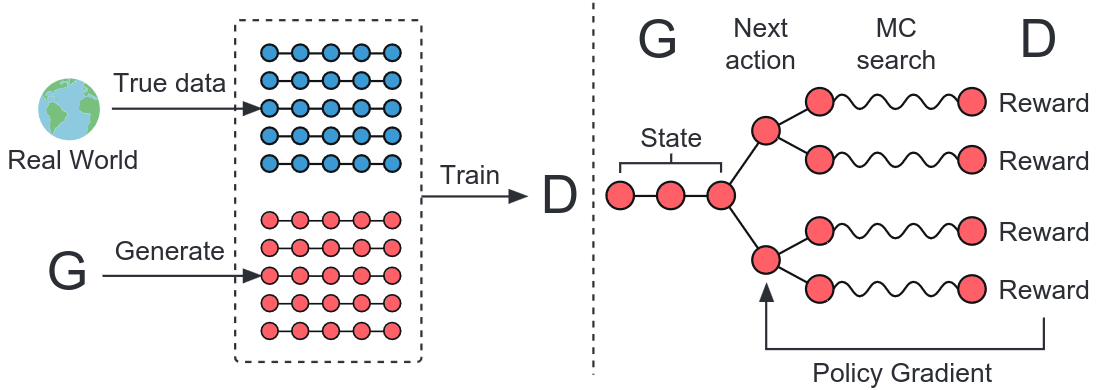 True data
Real World
G
Generate
Train
D
G
Next
action
MC
search
D
State
Reward
Reward
Reward
Reward
Policy Gradient